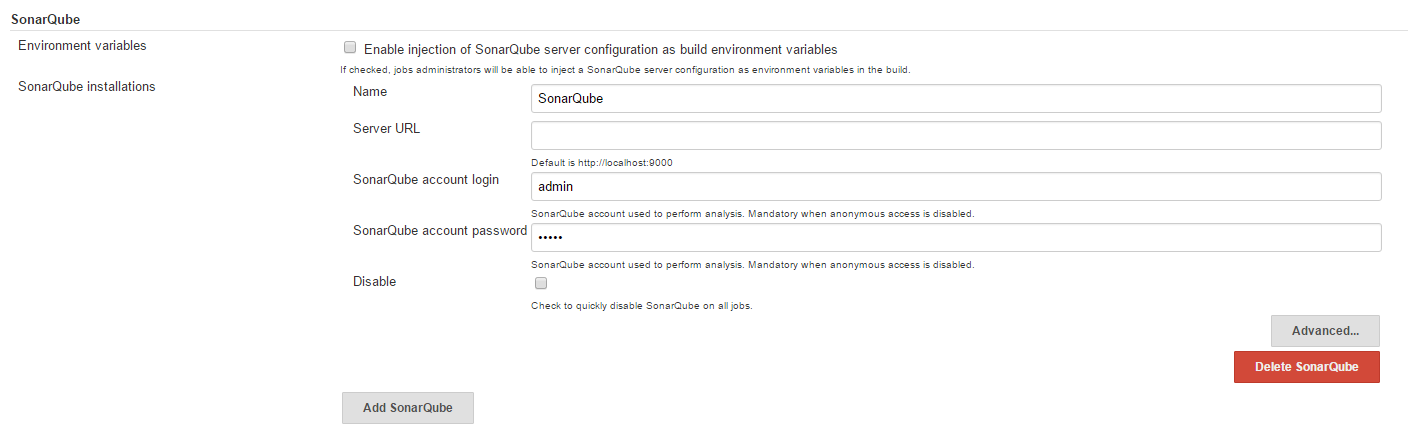 SonarQube
Environment variables
Enable injection of SonarQube server configuration as build environment variables
If checked, jobs administrators will be able to inject a SonarQube server configuration as environment variables in the build.
SonarQube installations
Name
SonarQube
Server URL
Default is http://localhost:9000
SonarQube account login
admin
SonarQube account used to perform analysis. Mandatory when anonymous access is disabled.
SonarQube account password
•••••
SonarQube account used to perform analysis. Mandatory when anonymous access is disabled.
Disable
Check to quickly disable SonarQube on all jobs.
Advanced...
Delete SonarQube
Add SonarQube